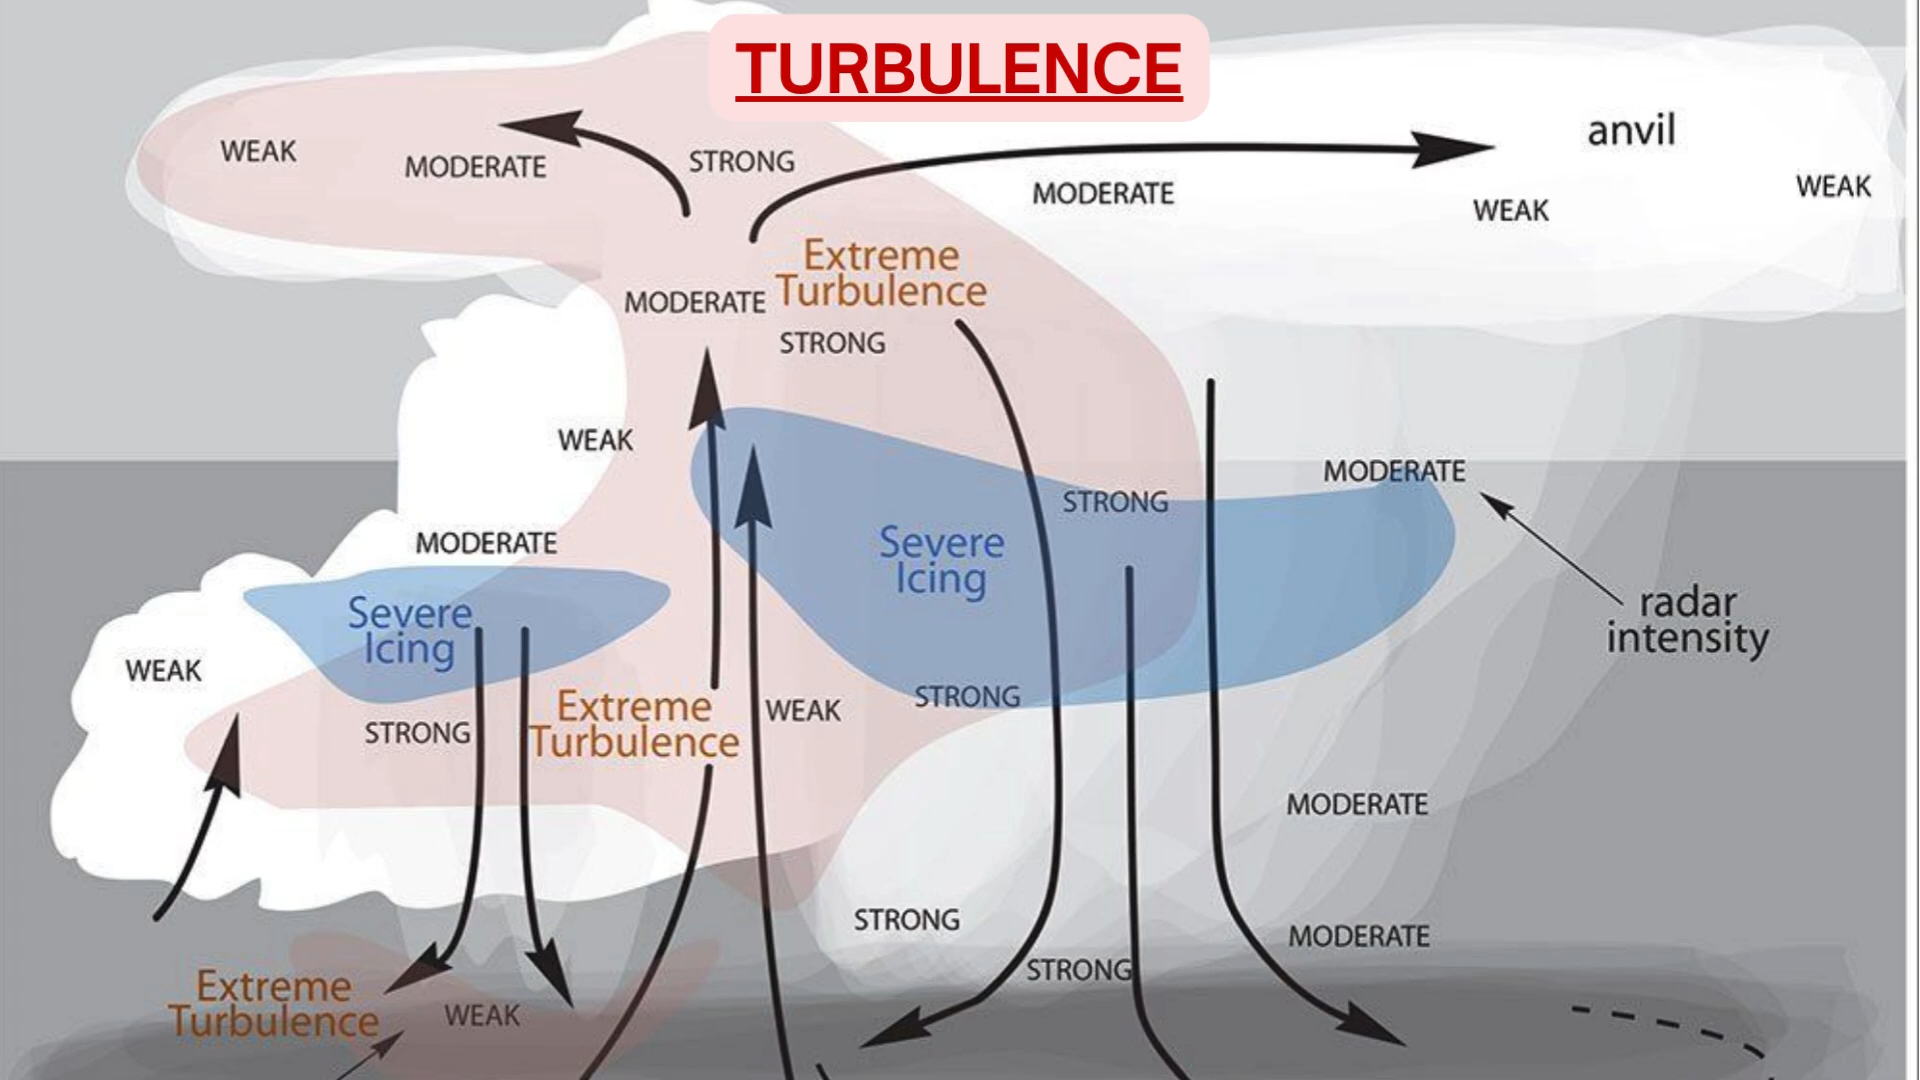 TURBULENCE
anvil
WEAK
MODERATE
STRONG
MODERATE
WEAK
WEAK
Extreme
Turbulence
MODERATE
STRONG
WEAK
MODERATE
STRONG
MODERATE
Severe
Icing
Severe
Icing
radar
intensity
WEAK
STRONG
Extreme
Turbulence
WEAK
STRONG
MODERATE
STRONG
MODERATE
STRONG
Extreme
Turbulence
WEAK